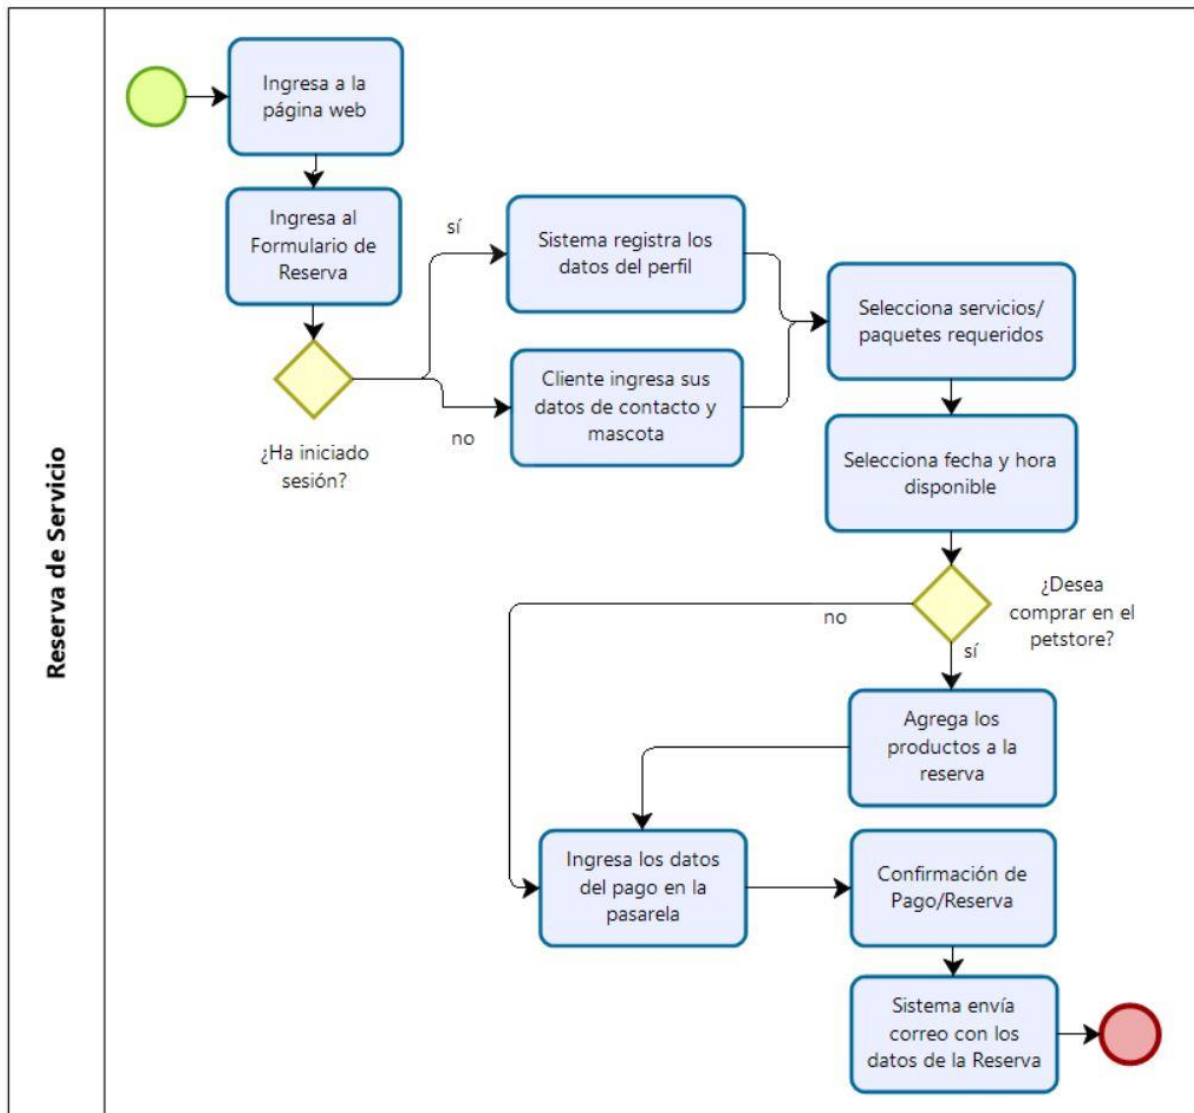 Reserva de Servicio
Ingresa a la
página web
Ingresa al
Formulario de
Reserva
¿Ha iniciado
sesión?
sí
Sistema registra los
datos del perfil
no
Cliente ingresa sus
datos de contacto y
mascota
Selecciona servicios/
paquetes requeridos
Selecciona fecha y hora
disponible
¿Desea
comprar en el
petstore?
no
sí
Agrega los
productos a la
reserva
Ingresa los datos
del pago en la
pasarela
Confirmación de
Pago/Reserva
Sistema envía
correo con los
datos de la Reserva